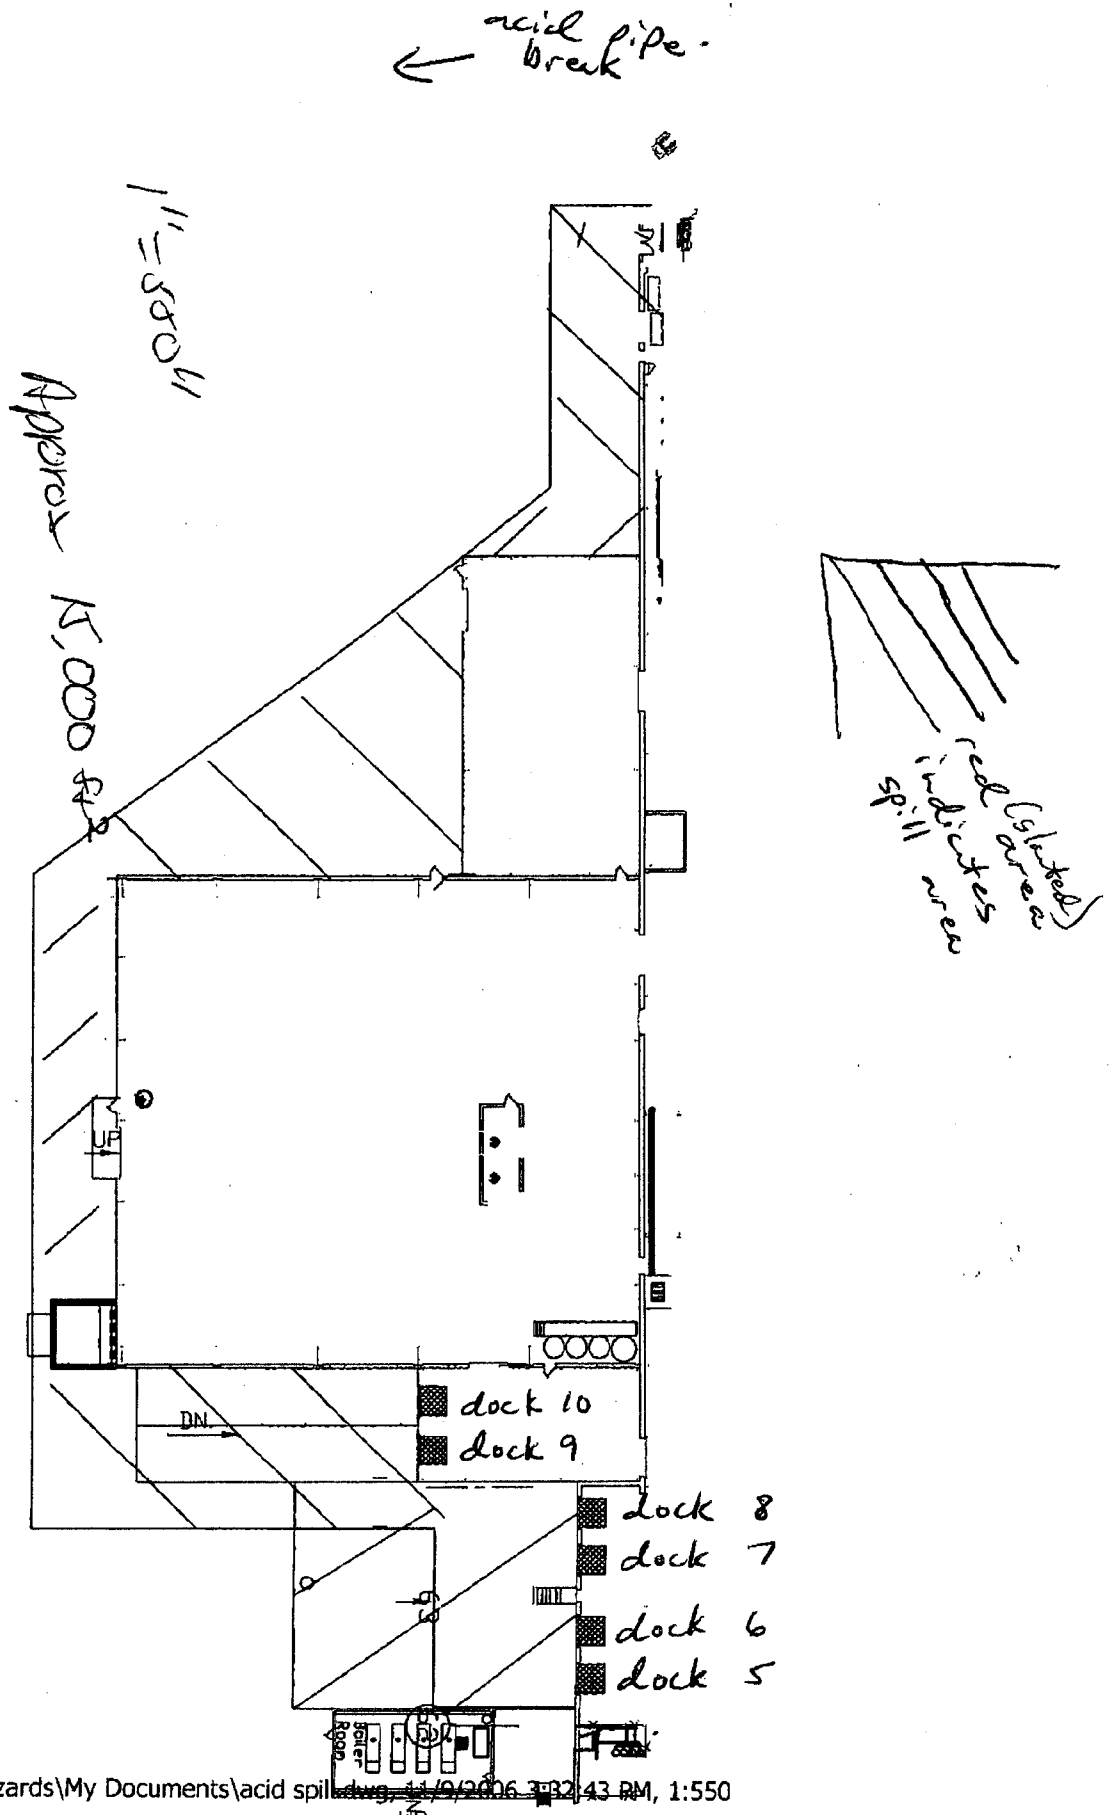 acid pipe.
break
1"=550"
Approx 15,000 ft2
red (slated)
area
indicates
spill area
UP
DN.
dock 10
dock 9
dock 8
dock 7
dock 6
dock 5
Boiler
Room
zards\My Documents\acid spill.dwg, 11/9/2006 3:32:43 PM, 1:550